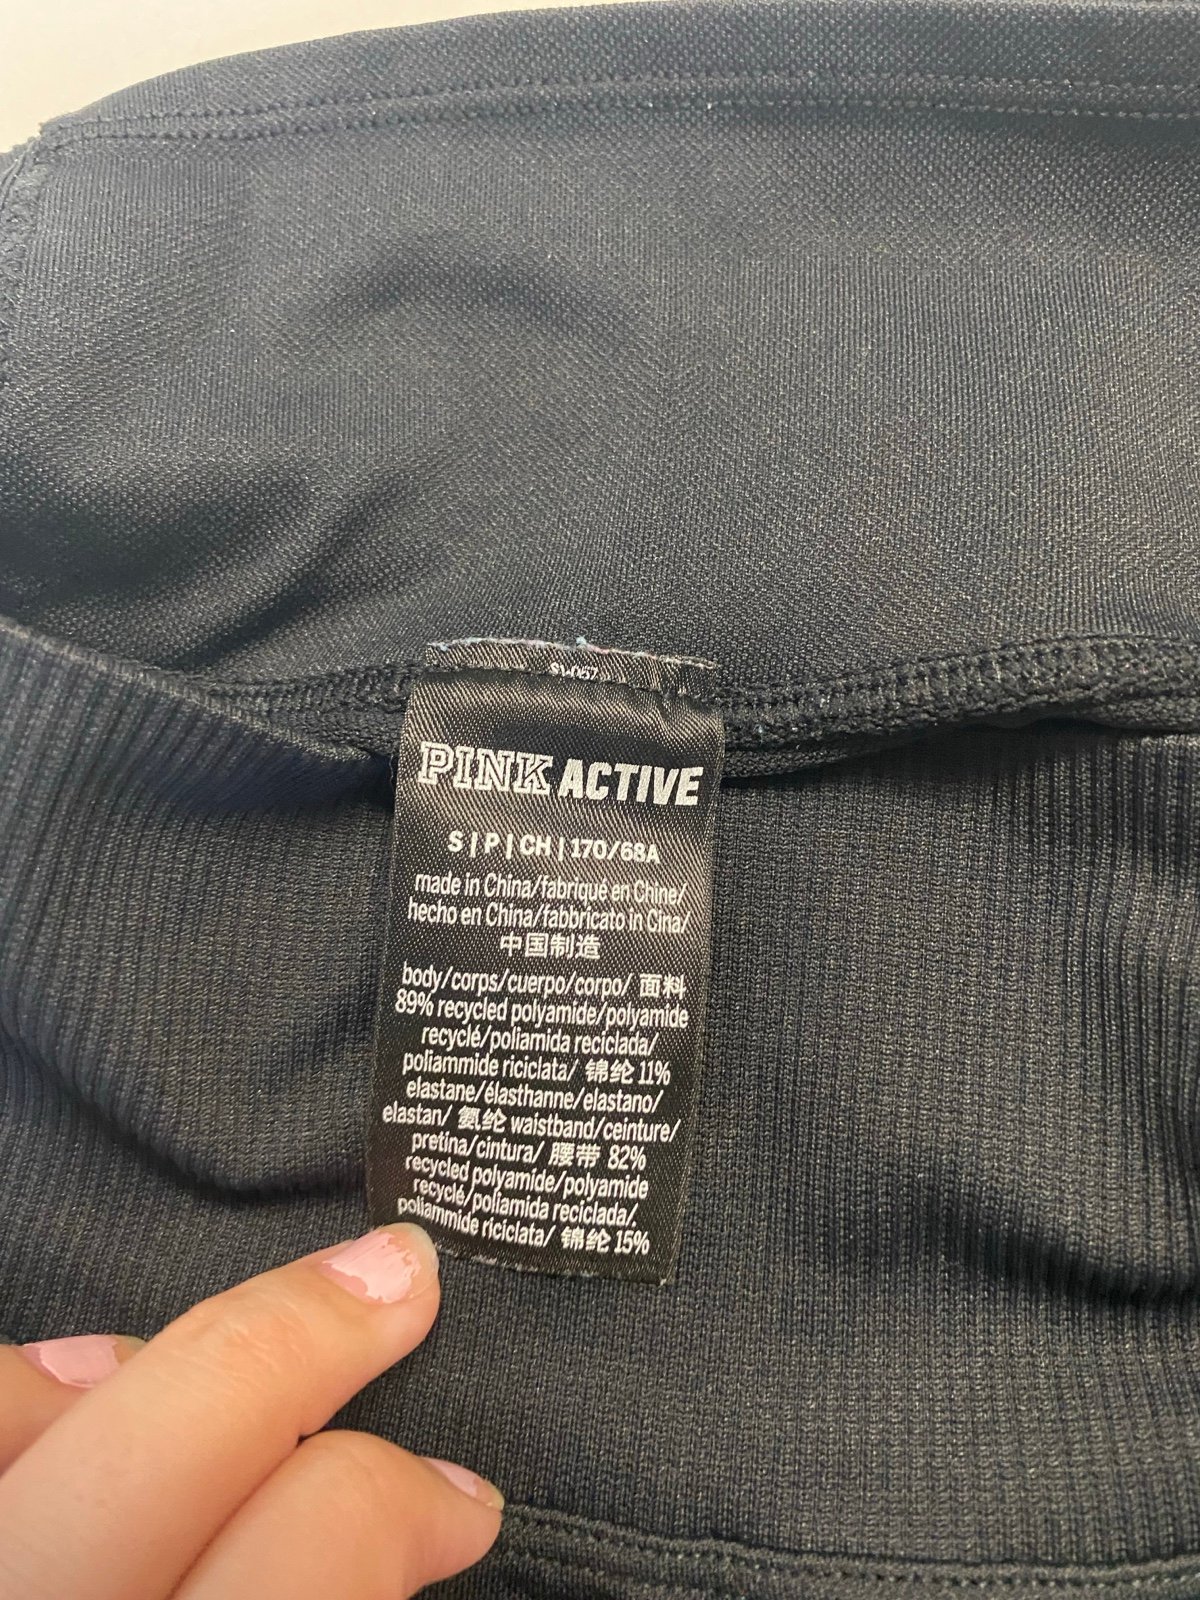 PINK ACTIVE
S | P | CH | 170/68A
made in China/fabriqué en Chine/
hecho en China/fabbricato in Cina/
中国制造
body/corps/cuerpo/corpo/ 面料
89% recycled polyamide/polyamide
recyclé/poliamida reciclada/
poliammide riciclata/ 锦纶 11%
elastane/élasthanne/elastano/
elastan/ 氨纶 waistband/ceinture/
pretina/cintura/ 腰带 82%
recycled polyamide/polyamide
recyclé/poliamida reciclada/
poliammide riciclata/ 锦纶 15%